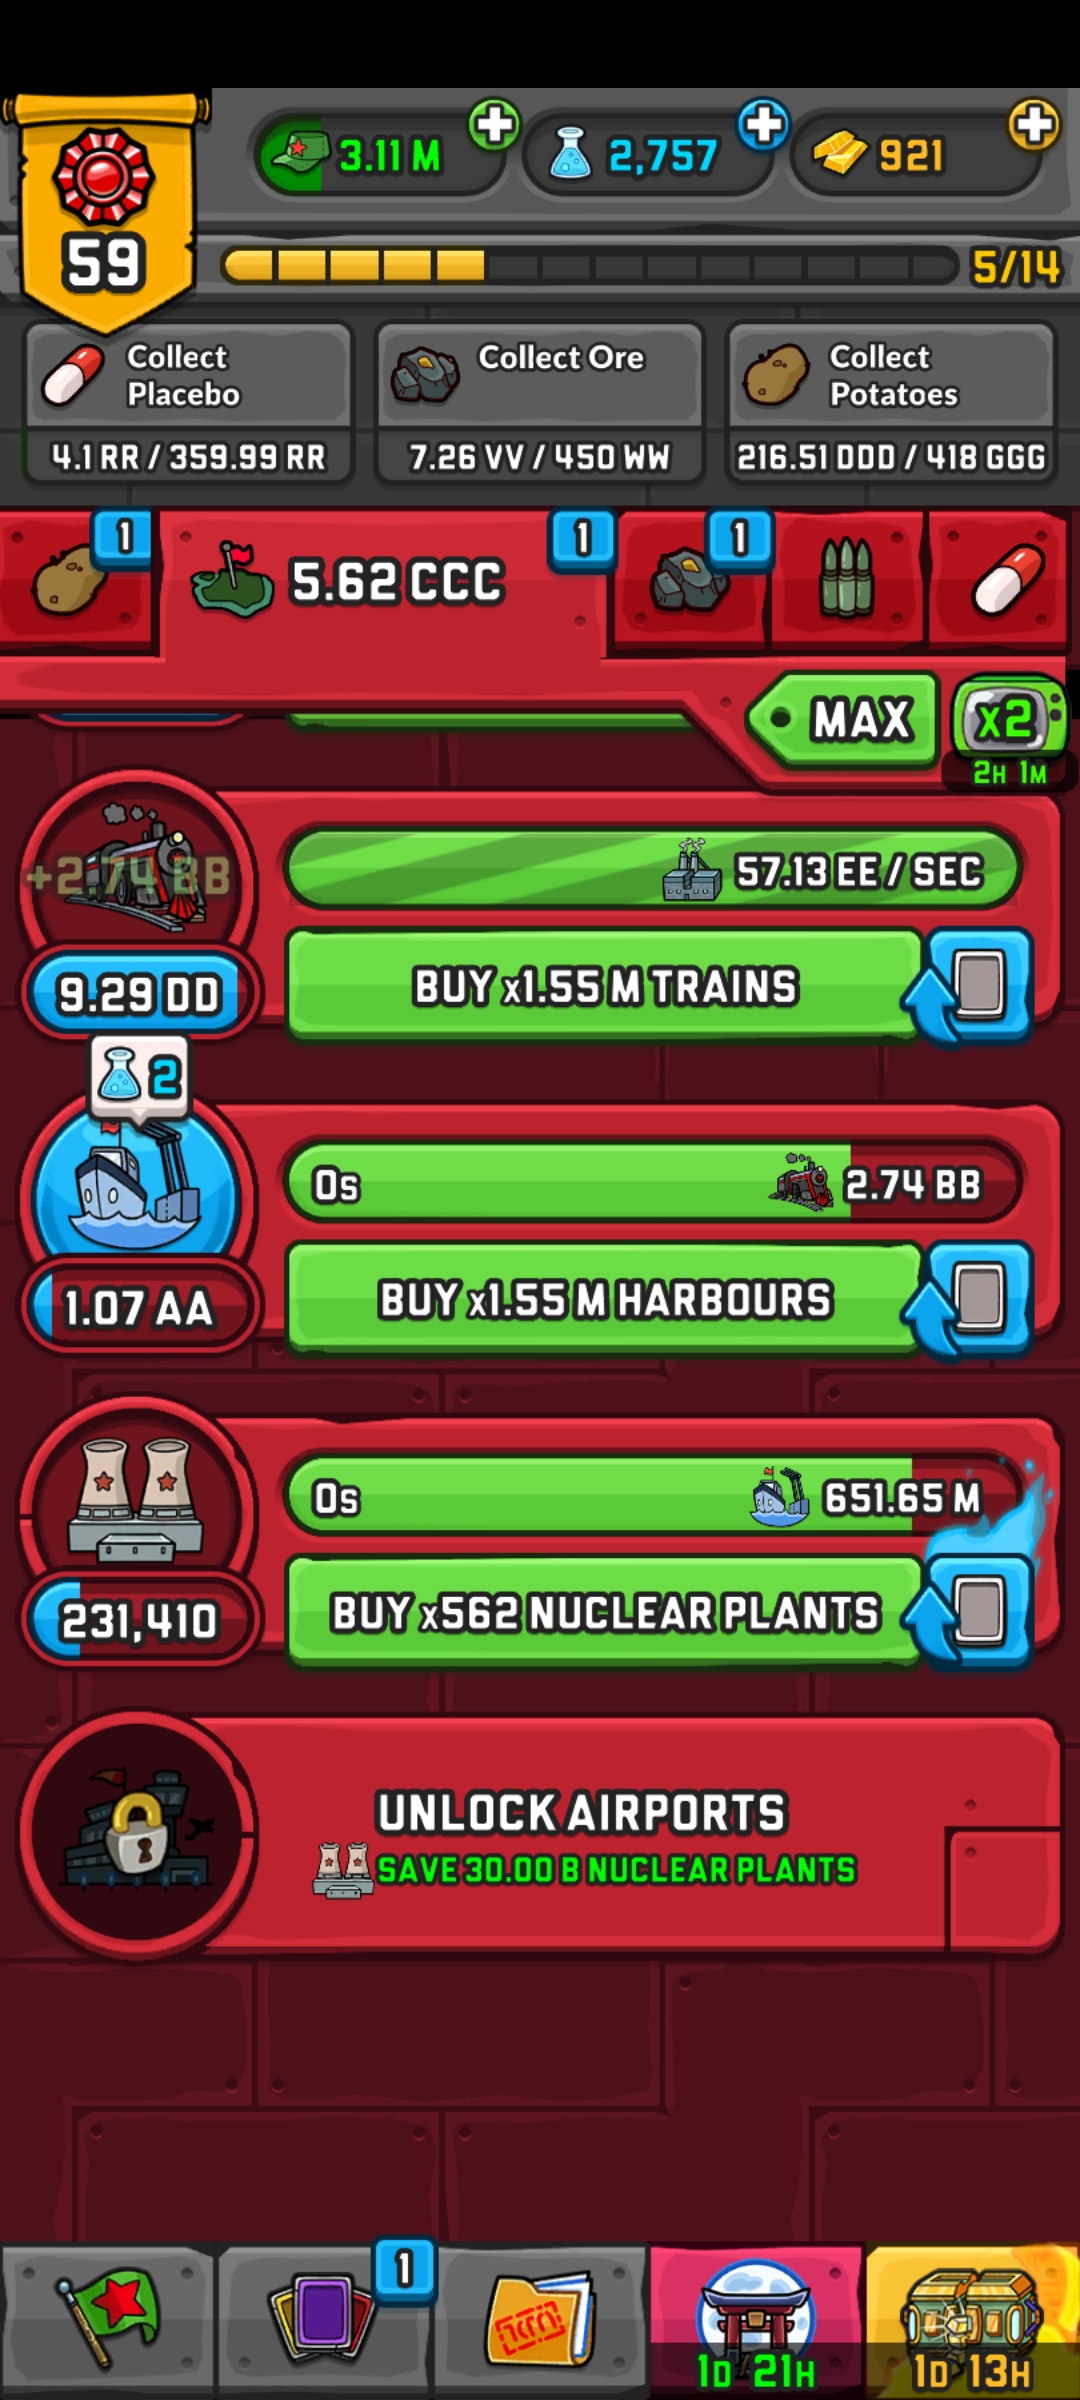 59
3.11 M
2,757
921
5/14
Collect
Placebo
4.1 RR / 359.99 RR
Collect Ore
7.26 VV / 450 WW
Collect
Potatoes
216.51 DDD / 418 GGG
1
5.62 CCC
1
1
MAX
x2
2H 1M
+2.74 BB
57.13 EE / SEC
9.29 DD
BUY x1.55 M TRAINS
2
0s
2.74 BB
1.07 AA
BUY x1.55 M HARBOURS
0s
651.65 M
231,410
BUY x562 NUCLEAR PLANTS
UNLOCK AIRPORTS
SAVE 30.00 B NUCLEAR PLANTS
1
1D 21H
1D 13H